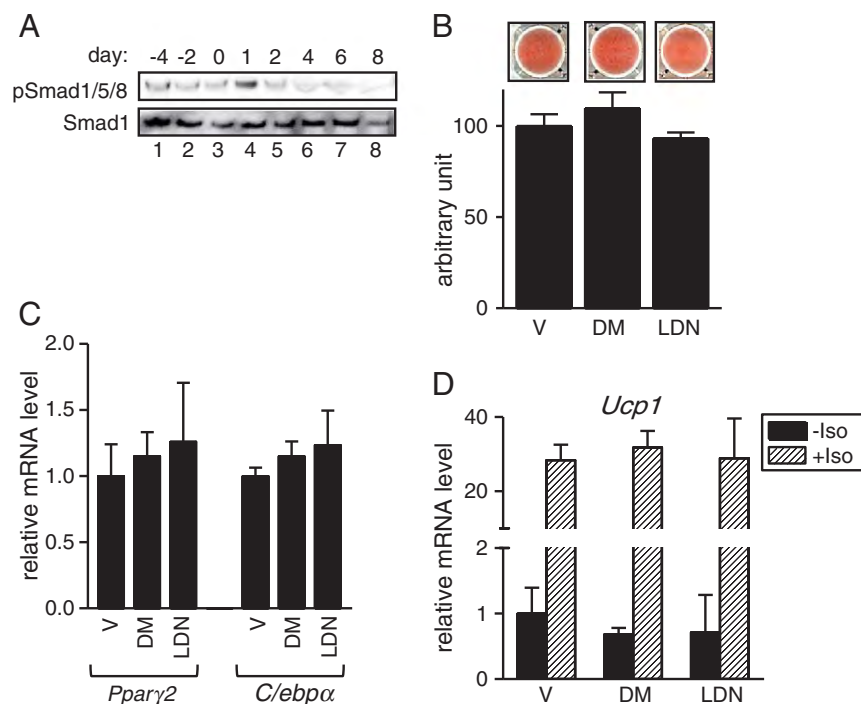 A
day: -4 -2 0 1 2 4 6 8
pSmad1/5/8
Smad1
1 2 3 4 5 6 7 8
B
arbitrary unit
100
50
0
V DM LDN
C
relative mRNA level
2.0
1.5
1.0
0.5
0.0
V DM LDN V DM LDN
Pparγ2 C/ebpα
D
Ucp1
relative mRNA level
40
20
2
1
0
-Iso
+Iso
V DM LDN